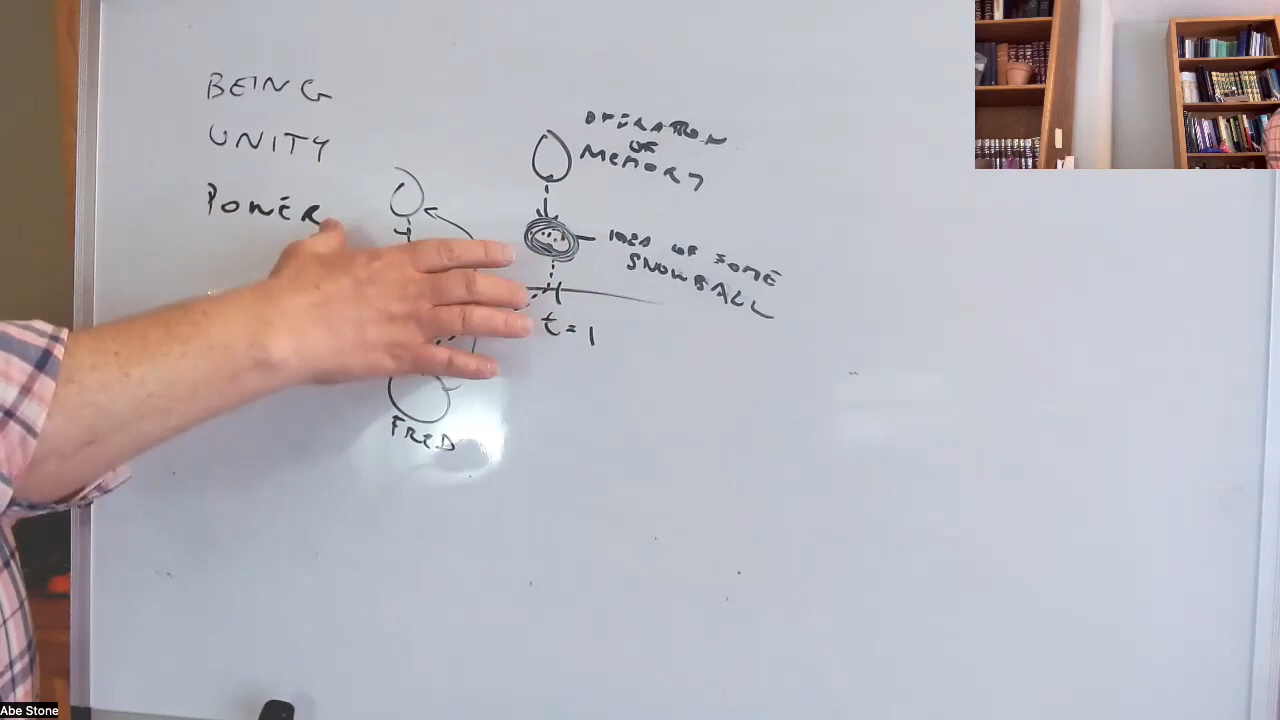 BEING
UNITY
POWER
OPERATION
OF
MEMORY
IDEA OF SOME
SNOWBALL
t = 1
FRED
Abe Stone